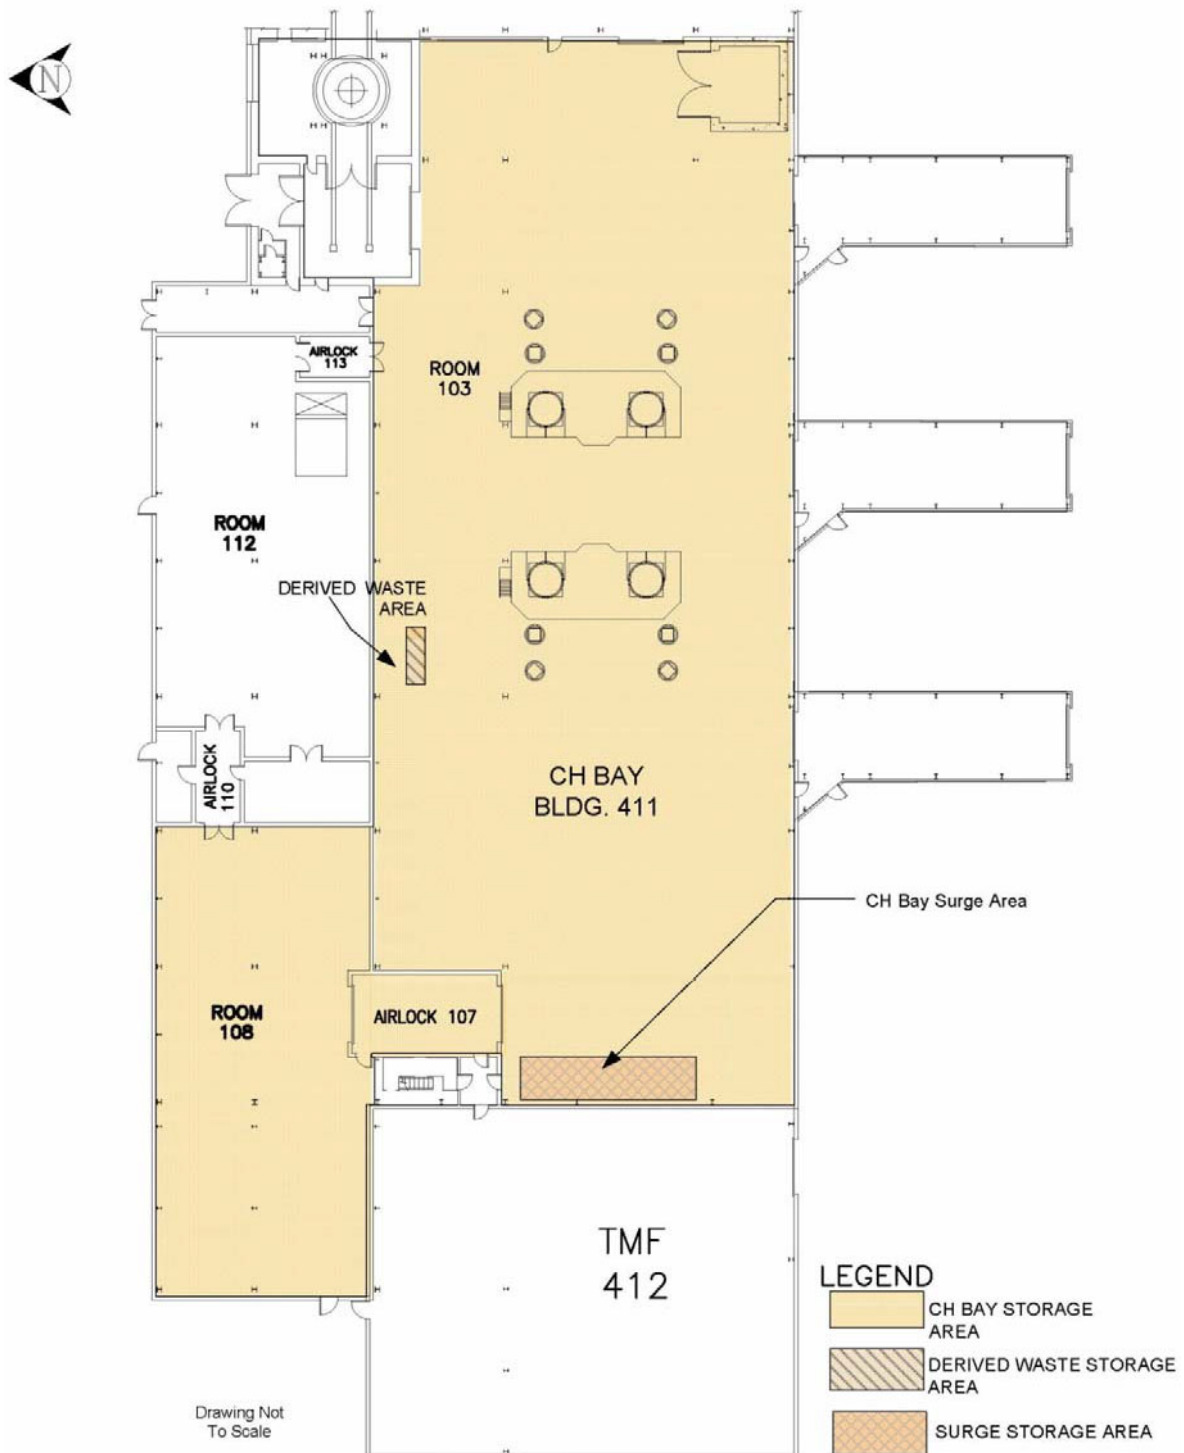 N
AIRLOCK
113
ROOM
103
ROOM
112
DERIVED WASTE
AREA
AIRLOCK
110
CH BAY
BLDG. 411
CH Bay Surge Area
ROOM
108
AIRLOCK 107
TMF
412
LEGEND
CH BAY STORAGE
AREA
DERIVED WASTE STORAGE
AREA
SURGE STORAGE AREA
Drawing Not
To Scale